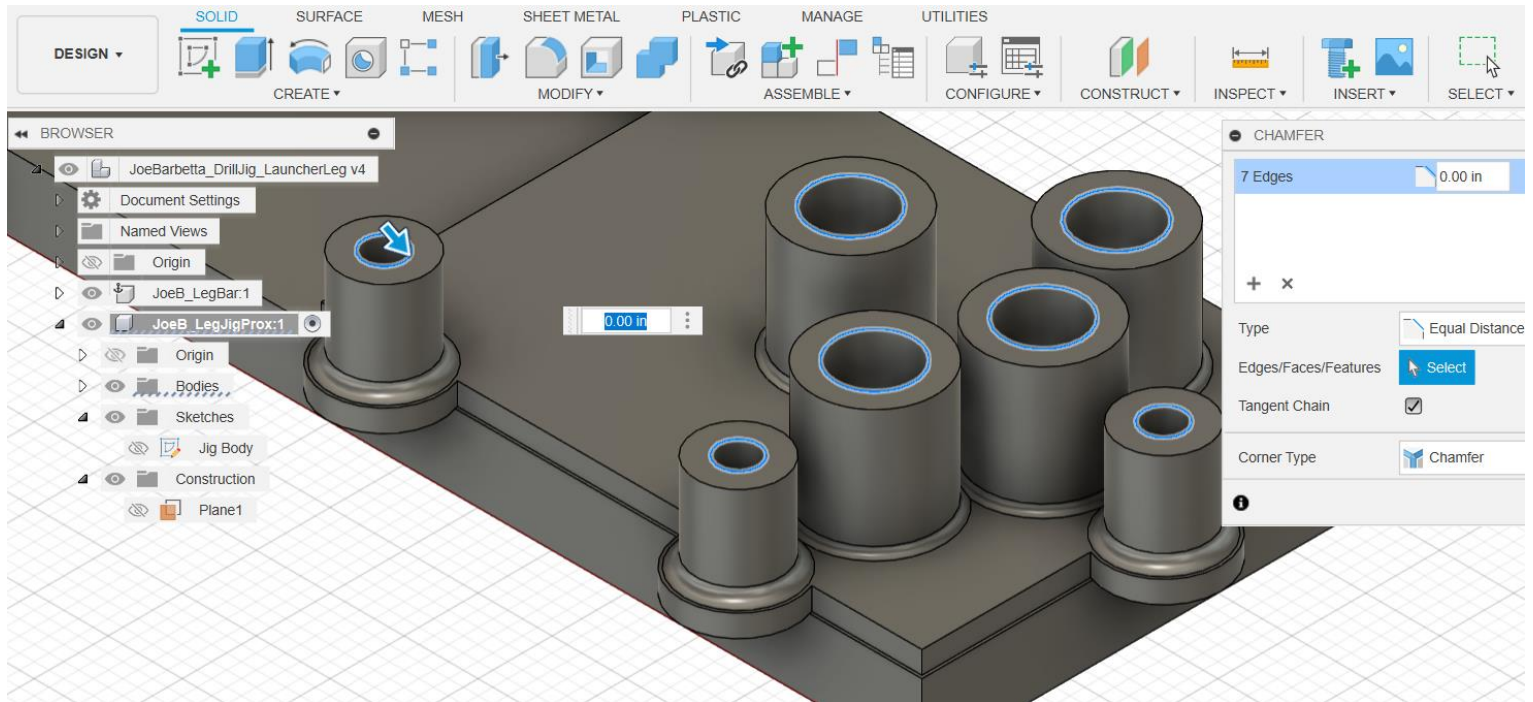 SOLID SURFACE MESH SHEET METAL PLASTIC MANAGE UTILITIES
DESIGN
CREATE MODIFY ASSEMBLE CONFIGURE CONSTRUCT INSPECT INSERT SELECT
BROWSER
JoeBarbetta_DrillJig_LauncherLeg v4
Document Settings
Named Views
Origin
JoeB_LegBar:1
JoeB_LegJigProx:1
Origin
Bodies
Sketches
Jig Body
Construction
Plane1
0.00 in
CHAMFER
7 Edges 0.00 in
Type Equal Distance
Edges/Faces/Features Select
Tangent Chain
Corner Type Chamfer